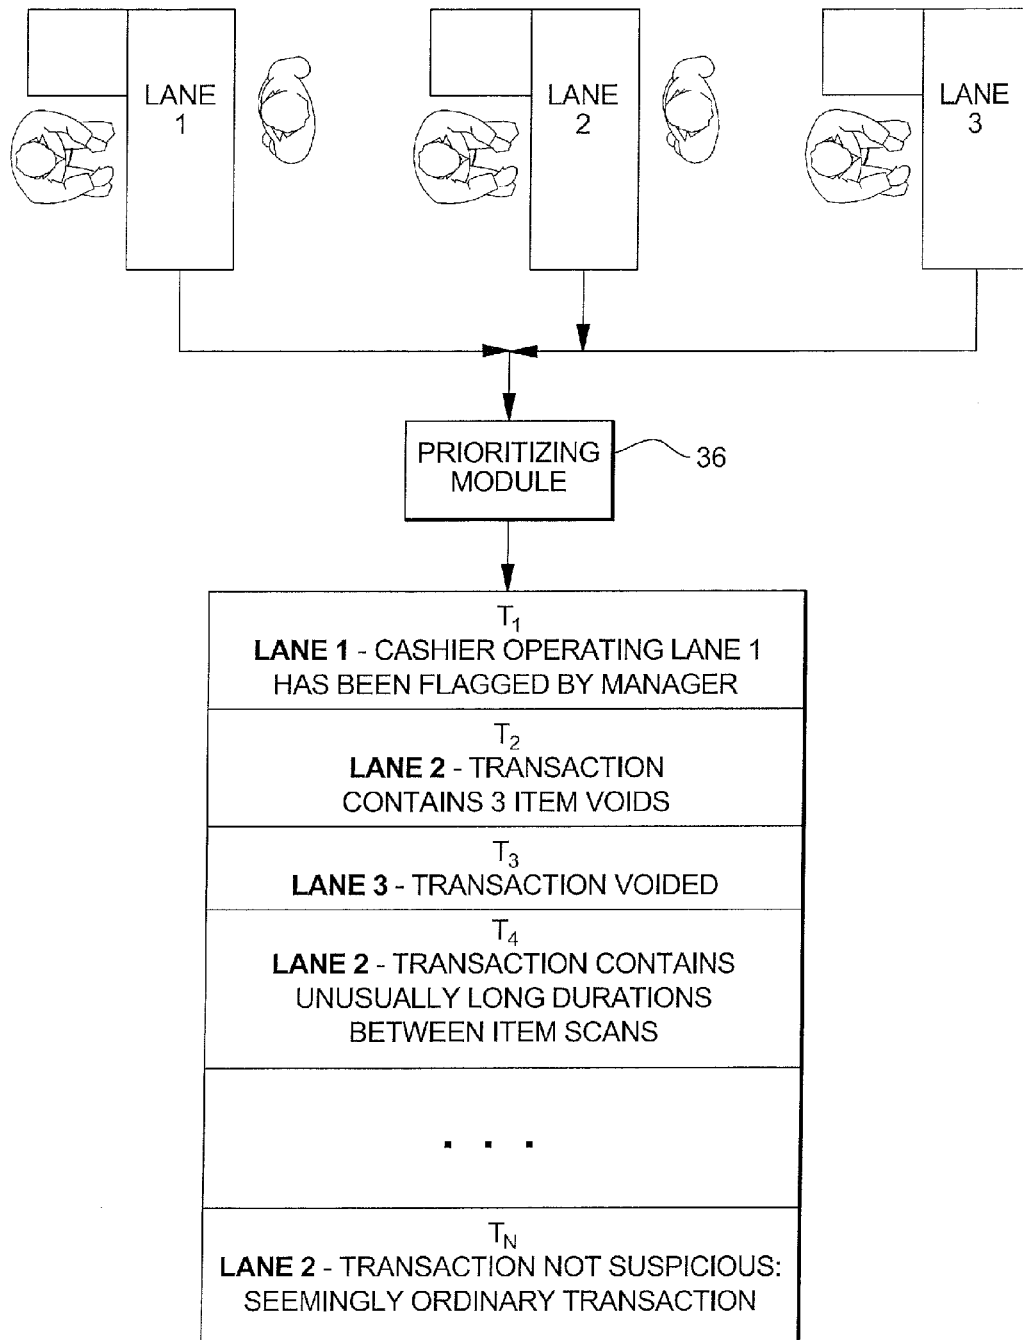 LANE
1
LANE
2
LANE
3
PRIORITIZING
MODULE
36
T1
LANE 1 - CASHIER OPERATING LANE 1
HAS BEEN FLAGGED BY MANAGER
T2
LANE 2 - TRANSACTION
CONTAINS 3 ITEM VOIDS
T3
LANE 3 - TRANSACTION VOIDED
T4
LANE 2 - TRANSACTION CONTAINS
UNUSUALLY LONG DURATIONS
BETWEEN ITEM SCANS
. . .
TN
LANE 2 - TRANSACTION NOT SUSPICIOUS:
SEEMINGLY ORDINARY TRANSACTION